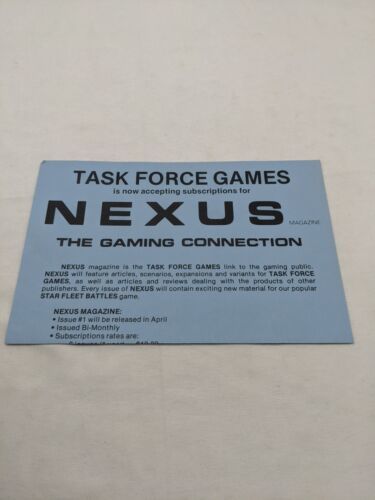 TASK FORCE GAMES
is now accepting subscriptions for
NEXUS MAGAZINE
THE GAMING CONNECTION
NEXUS magazine is the TASK FORCE GAMES link to the gaming public.
NEXUS will feature articles, scenarios, expansions and variants for TASK FORCE
GAMES, as well as articles and reviews dealing with the products of other
publishers. Every issue of NEXUS will contain exciting new material for our popular
STAR FLEET BATTLES game.
NEXUS MAGAZINE:
• Issue #1 will be released in April
• Issued Bi-Monthly
• Subscriptions rates are: